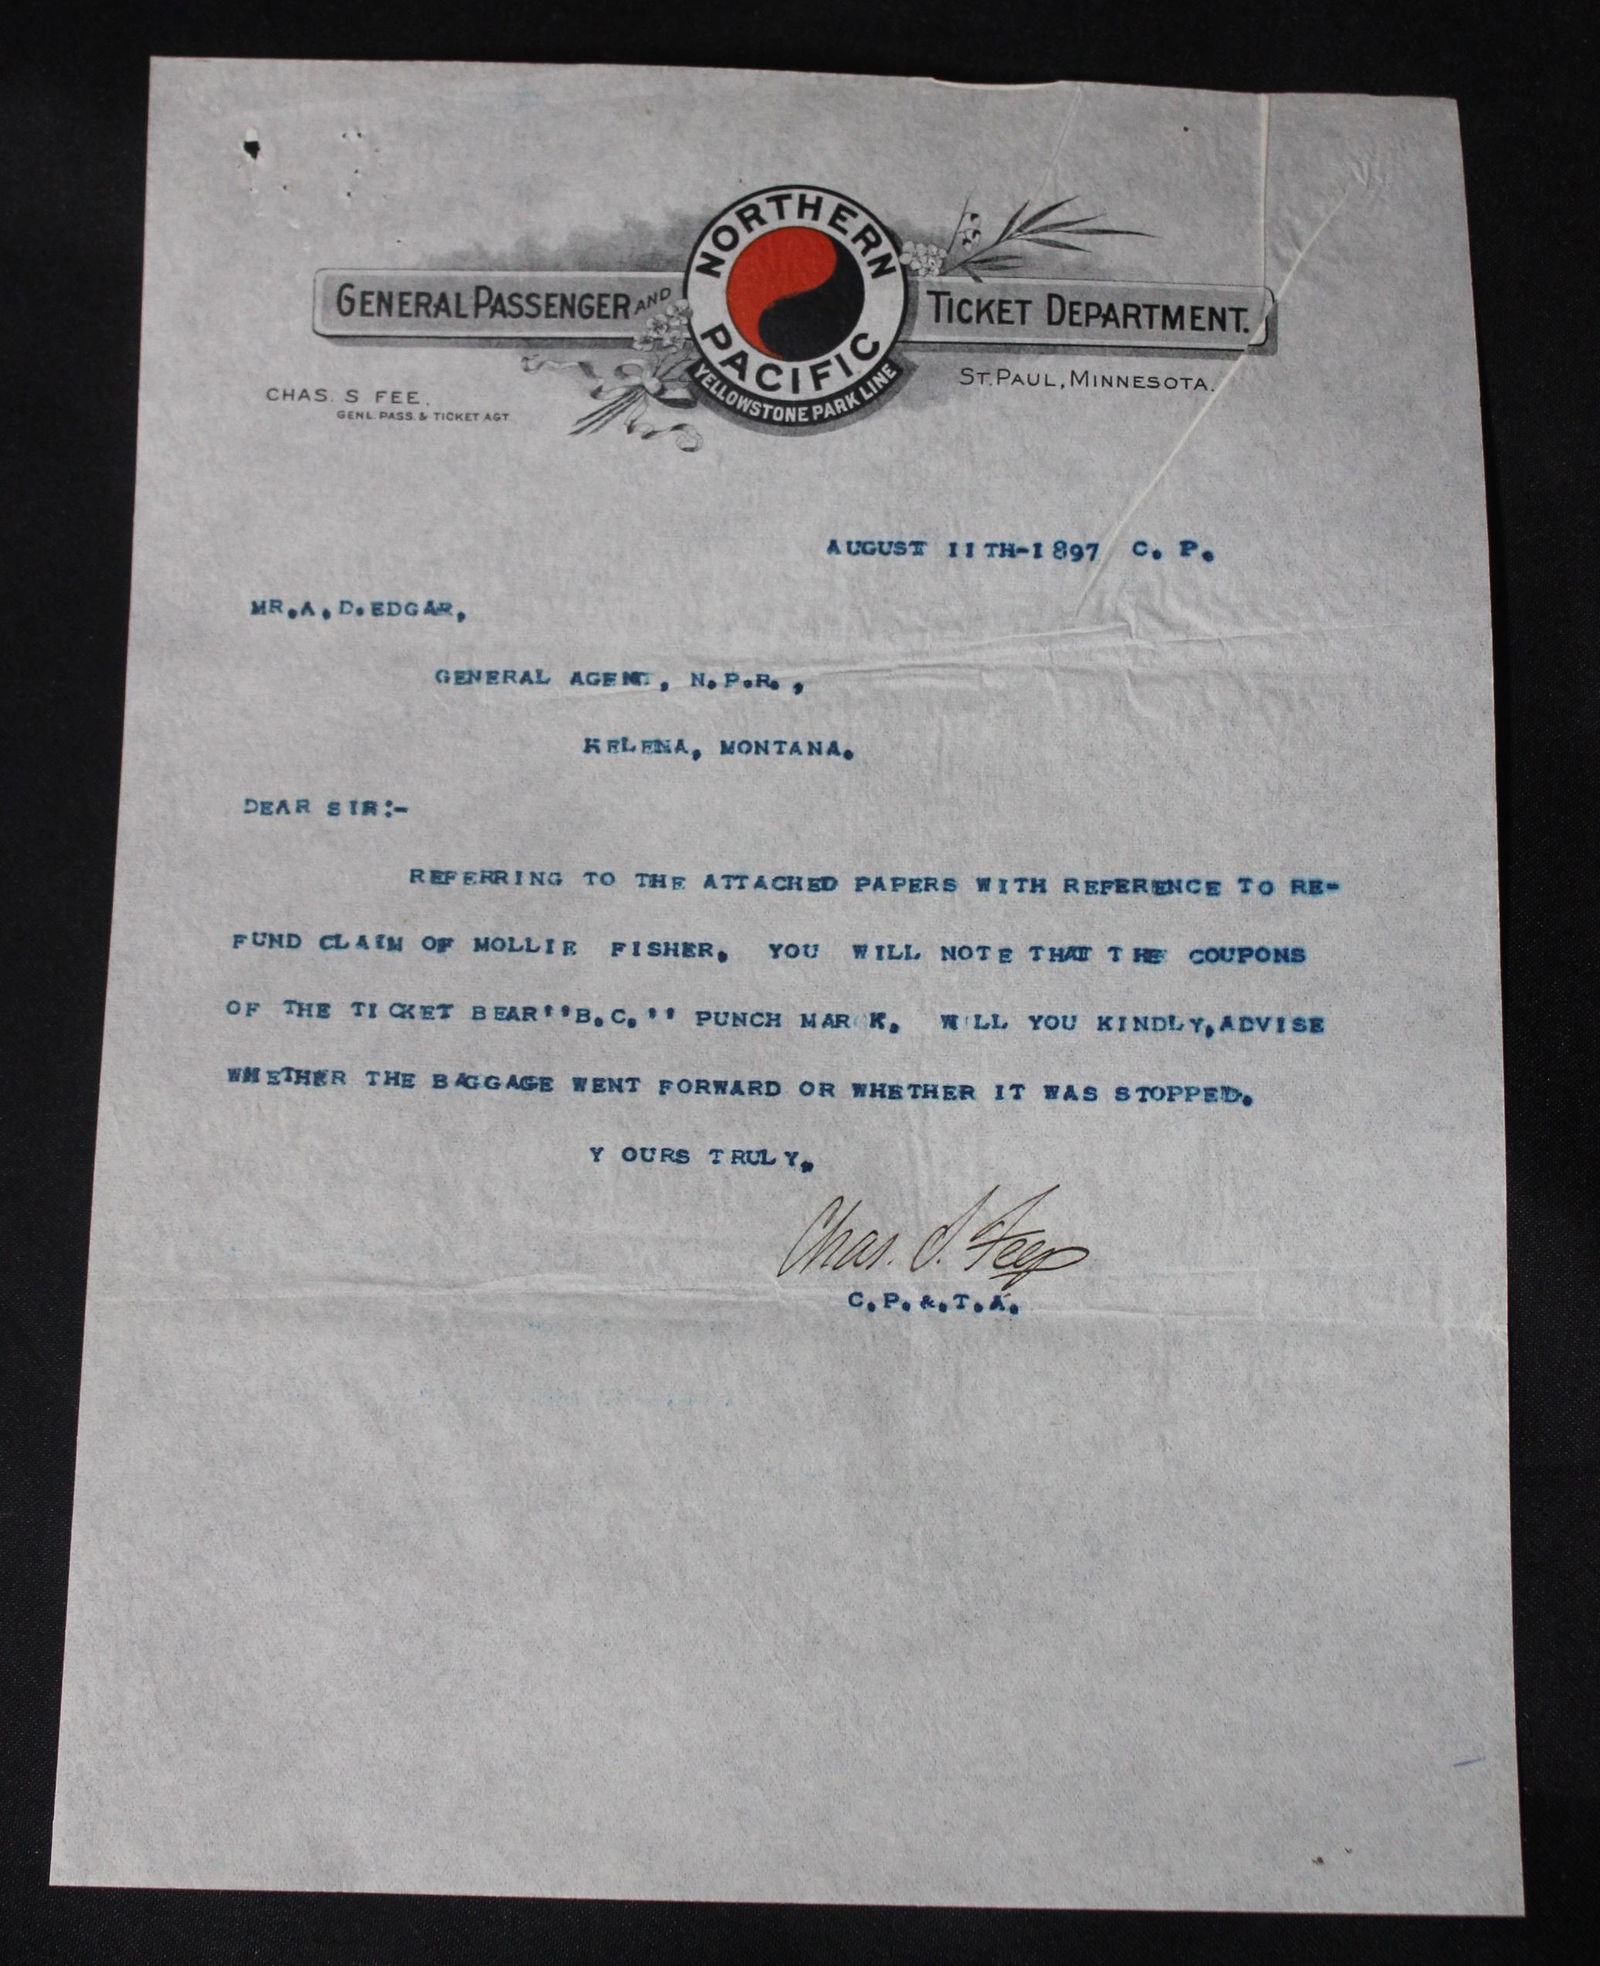 NORTHERN PACIFIC
YELLOWSTONE PARK LINE
GENERAL PASSENGER AND TICKET DEPARTMENT.
CHAS. S FEE.
GENL. PASS. & TICKET AGT
ST. PAUL, MINNESOTA.
AUGUST 11TH-1897 C. P.
MR.A.D.EDGAR,
GENERAL AGENT, N.P.R.,
HELENA, MONTANA.
DEAR SIR:-
REFERRING TO THE ATTACHED PAPERS WITH REFERENCE TO RE-
FUND CLAIM OF MOLLIE FISHER. YOU WILL NOTE THAT THE COUPONS
OF THE TICKET BEAR''B.C.'' PUNCH MARCK. WILL YOU KINDLY,ADVISE
WHETHER THE BAGGAGE WENT FORWARD OR WHETHER IT WAS STOPPED.
YOURS TRULY.
Chas. S. Fee
C.P.&.T.A.